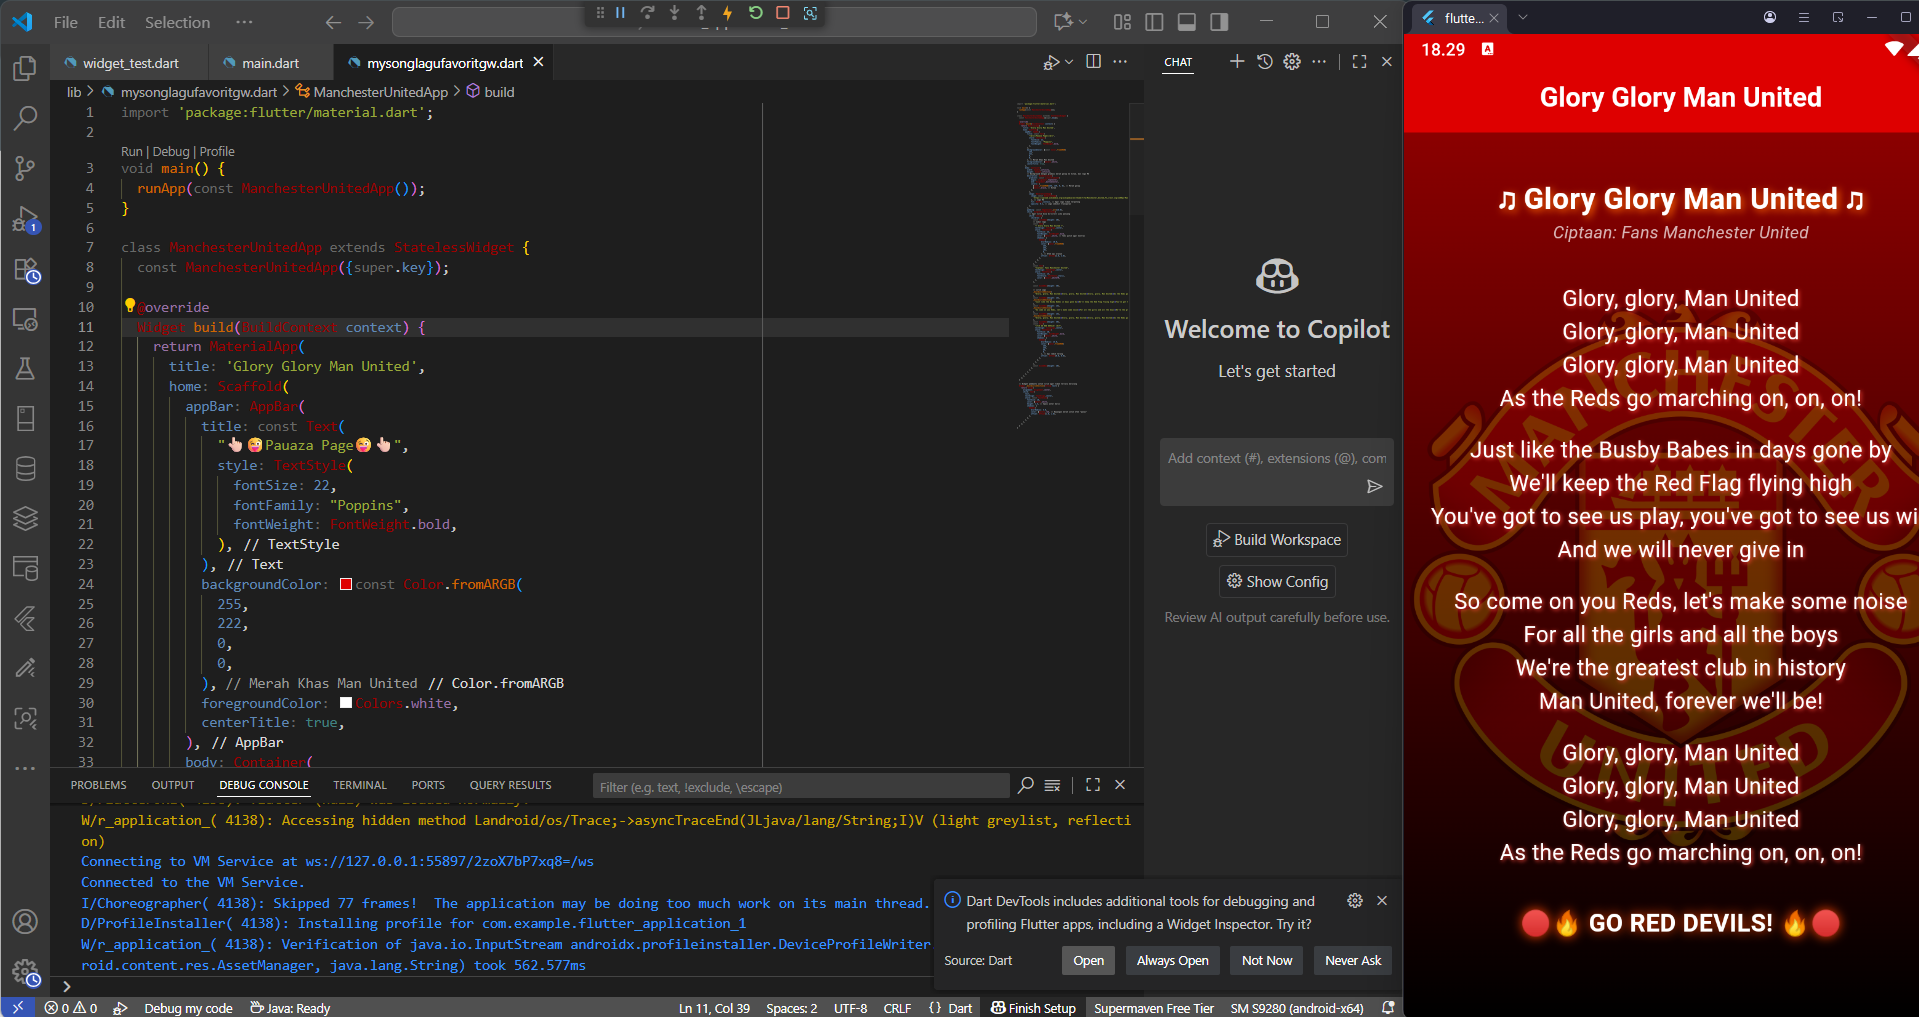 File Edit Selection ···
flutte...
widget_test.dart
main.dart
mysonglagufavoritgw.dart
CHAT
lib > mysonglagufavoritgw.dart > ManchesterUnitedApp > build
1 import 'package:flutter/material.dart';
2
Run | Debug | Profile
3 void main() {
4 runApp(const ManchesterUnitedApp());
5 }
6
7 class ManchesterUnitedApp extends StatelessWidget {
8 const ManchesterUnitedApp({super.key});
9
10 @override
11 Widget build(BuildContext context) {
12 return MaterialApp(
13 title: 'Glory Glory Man United',
14 home: Scaffold(
15 appBar: AppBar(
16 title: const Text(
17 "👆🏻😜Pauaza Page😜👆🏻",
18 style: TextStyle(
19 fontSize: 22,
20 fontFamily: "Poppins",
21 fontWeight: FontWeight.bold,
22 ), // TextStyle
23 ), // Text
24 backgroundColor: const Color.fromARGB(
25 255,
26 222,
27 0,
28 0,
29 ), // Merah Khas Man United // Color.fromARGB
30 foregroundColor: Colors.white,
31 centerTitle: true,
32 ), // AppBar
33 body: Container(
PROBLEMS OUTPUT DEBUG CONSOLE TERMINAL PORTS QUERY RESULTS
Filter (e.g. text, !exclude, \escape)
W/r_application_( 4138): Accessing hidden method Landroid/os/Trace;->asyncTraceEnd(JLjava/lang/String;I)V (light greylist, reflecti
on)
Connecting to VM Service at ws://127.0.0.1:55897/2zoX7bP7xq8=/ws
Connected to the VM Service.
I/Choreographer( 4138): Skipped 77 frames!  The application may be doing too much work on its main thread.
D/ProfileInstaller( 4138): Installing profile for com.example.flutter_application_1
W/r_application_( 4138): Verification of java.io.InputStream androidx.profileinstaller.DeviceProfileWriter
roid.content.res.AssetManager, java.lang.String) took 562.577ms
>
Welcome to Copilot
Let's get started
Add context (#), extensions (@), com
Build Workspace
Show Config
Review AI output carefully before use.
Dart DevTools includes additional tools for debugging and
profiling Flutter apps, including a Widget Inspector. Try it?
Source: Dart
Open
Always Open
Not Now
Never Ask
1
0 0 Debug my code Java: Ready
Ln 11, Col 39 Spaces: 2 UTF-8 CRLF {} Dart Finish Setup Supermaven Free Tier SM S9280 (android-x64)
18.29 A
Glory Glory Man United
♫ Glory Glory Man United ♫
Ciptaan: Fans Manchester United
Glory, glory, Man United
Glory, glory, Man United
Glory, glory, Man United
As the Reds go marching on, on, on!
Just like the Busby Babes in days gone by
We'll keep the Red Flag flying high
You've got to see us play, you've got to see us wi
And we will never give in
So come on you Reds, let's make some noise
For all the girls and all the boys
We're the greatest club in history
Man United, forever we'll be!
Glory, glory, Man United
Glory, glory, Man United
Glory, glory, Man United
As the Reds go marching on, on, on!
🔴🔥 GO RED DEVILS! 🔥🔴
MANCHESTER
UNITED